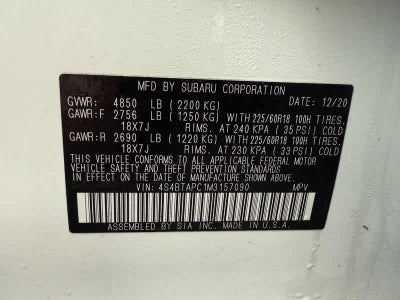 MFD BY SUBARU CORPORATION DATE: 12/20
GVWR: 4850 LB (2200 KG)
GAWR:F 2756 LB (1250 KG) WITH 225/60R18 100H TIRES.
18X7J RIMS. AT 240 KPA (35 PSI) COLD
GAWR:R 2690 LB (1220 KG) WITH 225/60R18 100H TIRES.
18X7J RIMS. AT 230 KPA (33 PSI) COLD
THIS VEHICLE CONFORMS TO ALL APPLICABLE FEDERAL MOTOR
VEHICLE SAFETY AND THEFT PREVENTION STANDARDS
IN EFFECT ON THE DATE OF MANUFACTURE SHOWN ABOVE.
VIN: 4S4BTAPC1M3157090 MPV
ASSEMBLED BY SIA INC. MADE IN U.S.A.